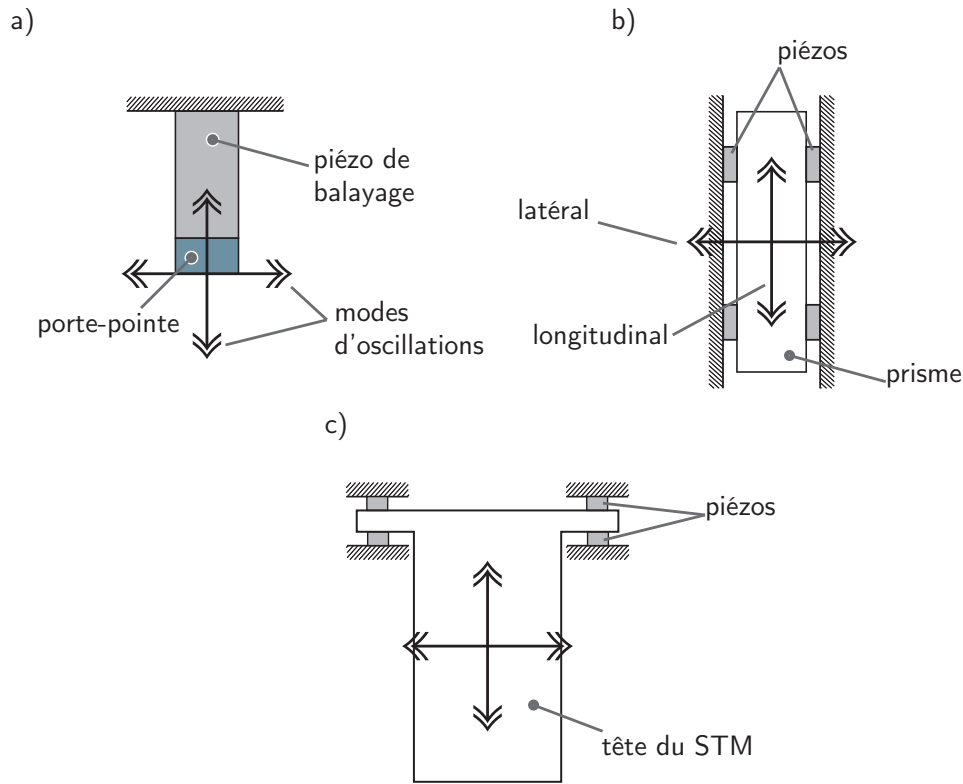 a)
piézo de
balayage
porte-pointe
modes
d'oscillations
b)
piézos
latéral
longitudinal
prisme
c)
piézos
tête du STM